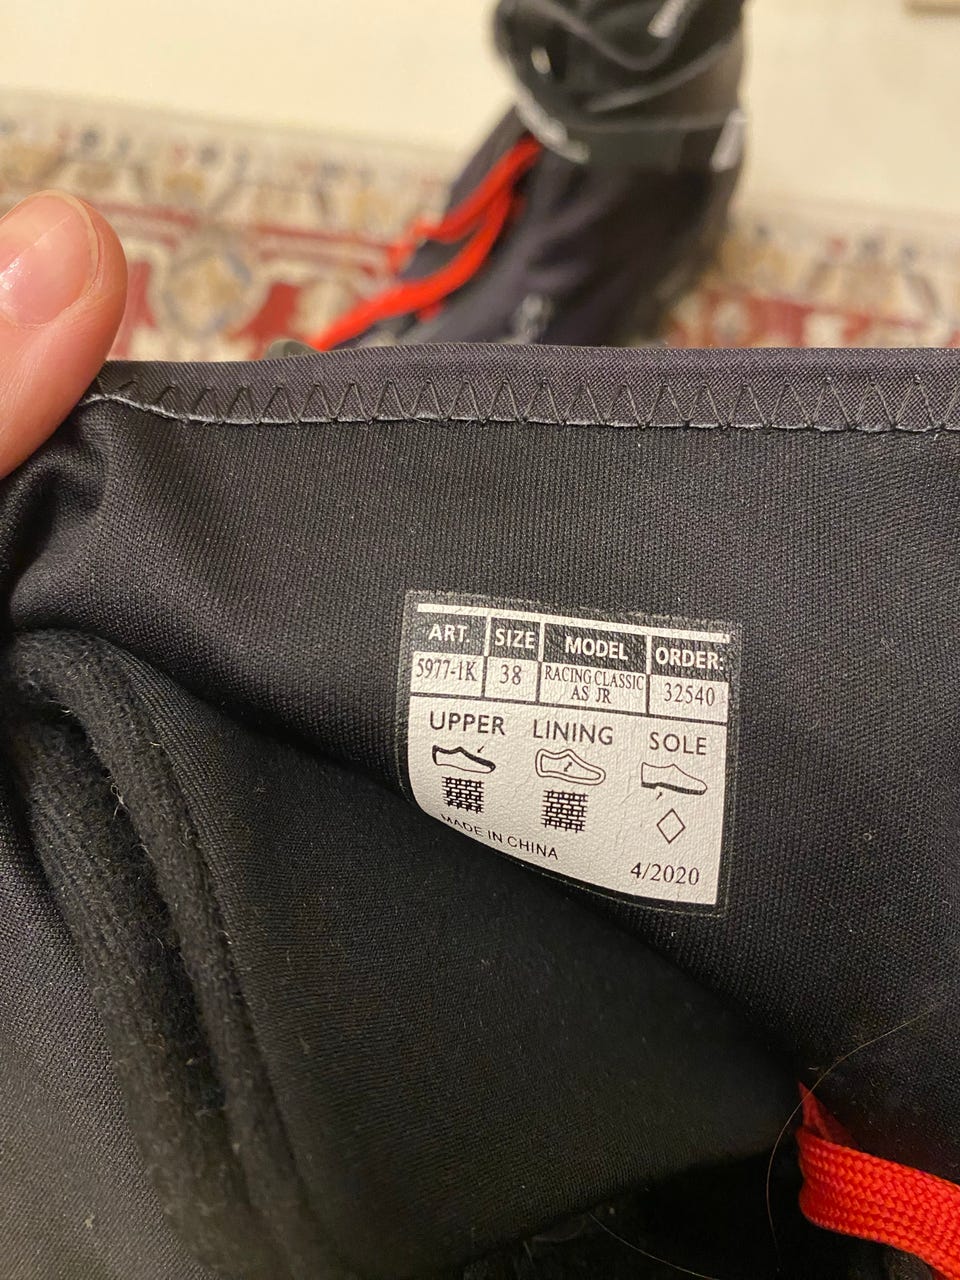 ART. SIZE MODEL ORDER:
5977-1K 38 RACING CLASSIC AS JR 32540
UPPER LINING SOLE
MADE IN CHINA
4/2020